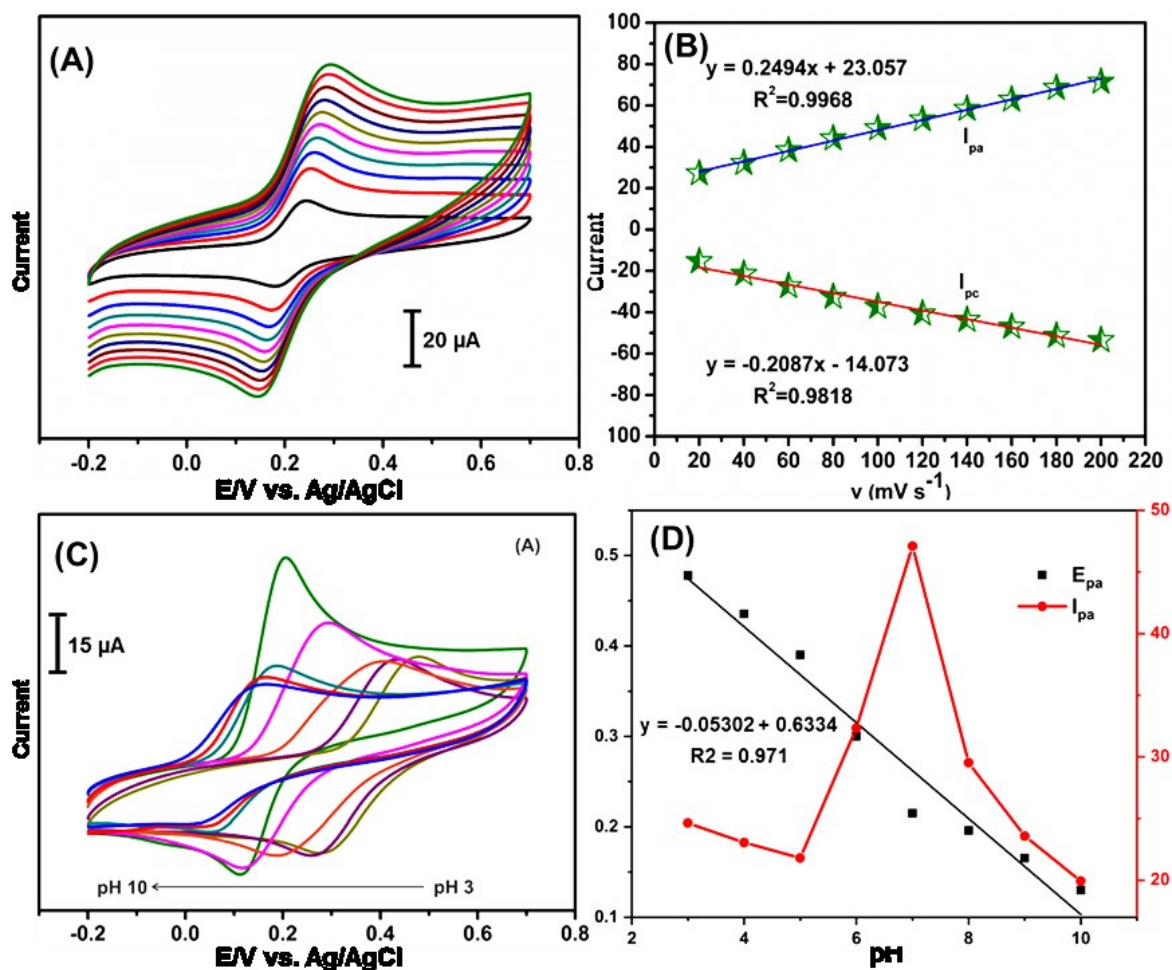 (A)
Current
20 µA
-0.2 0.0 0.2 0.4 0.6 0.8
E/V vs. Ag/AgCl
(B)
y = 0.2494x + 23.057
R²=0.9968
Ipa
Ipc
y = -0.2087x - 14.073
R²=0.9818
Current
100
80
60
40
20
0
-20
-40
-60
-80
100
0 20 40 60 80 100 120 140 160 180 200 220
v (mV s⁻¹)
(C)
(A)
15 µA
Current
pH 10
pH 3
-0.2 0.0 0.2 0.4 0.6 0.8
E/V vs. Ag/AgCl
(D)
Epa
Ipa
y = -0.05302 + 0.6334
R2 = 0.971
0.5
0.4
0.3
0.2
0.1
50
40
30
20
2 4 6 8 10
pH